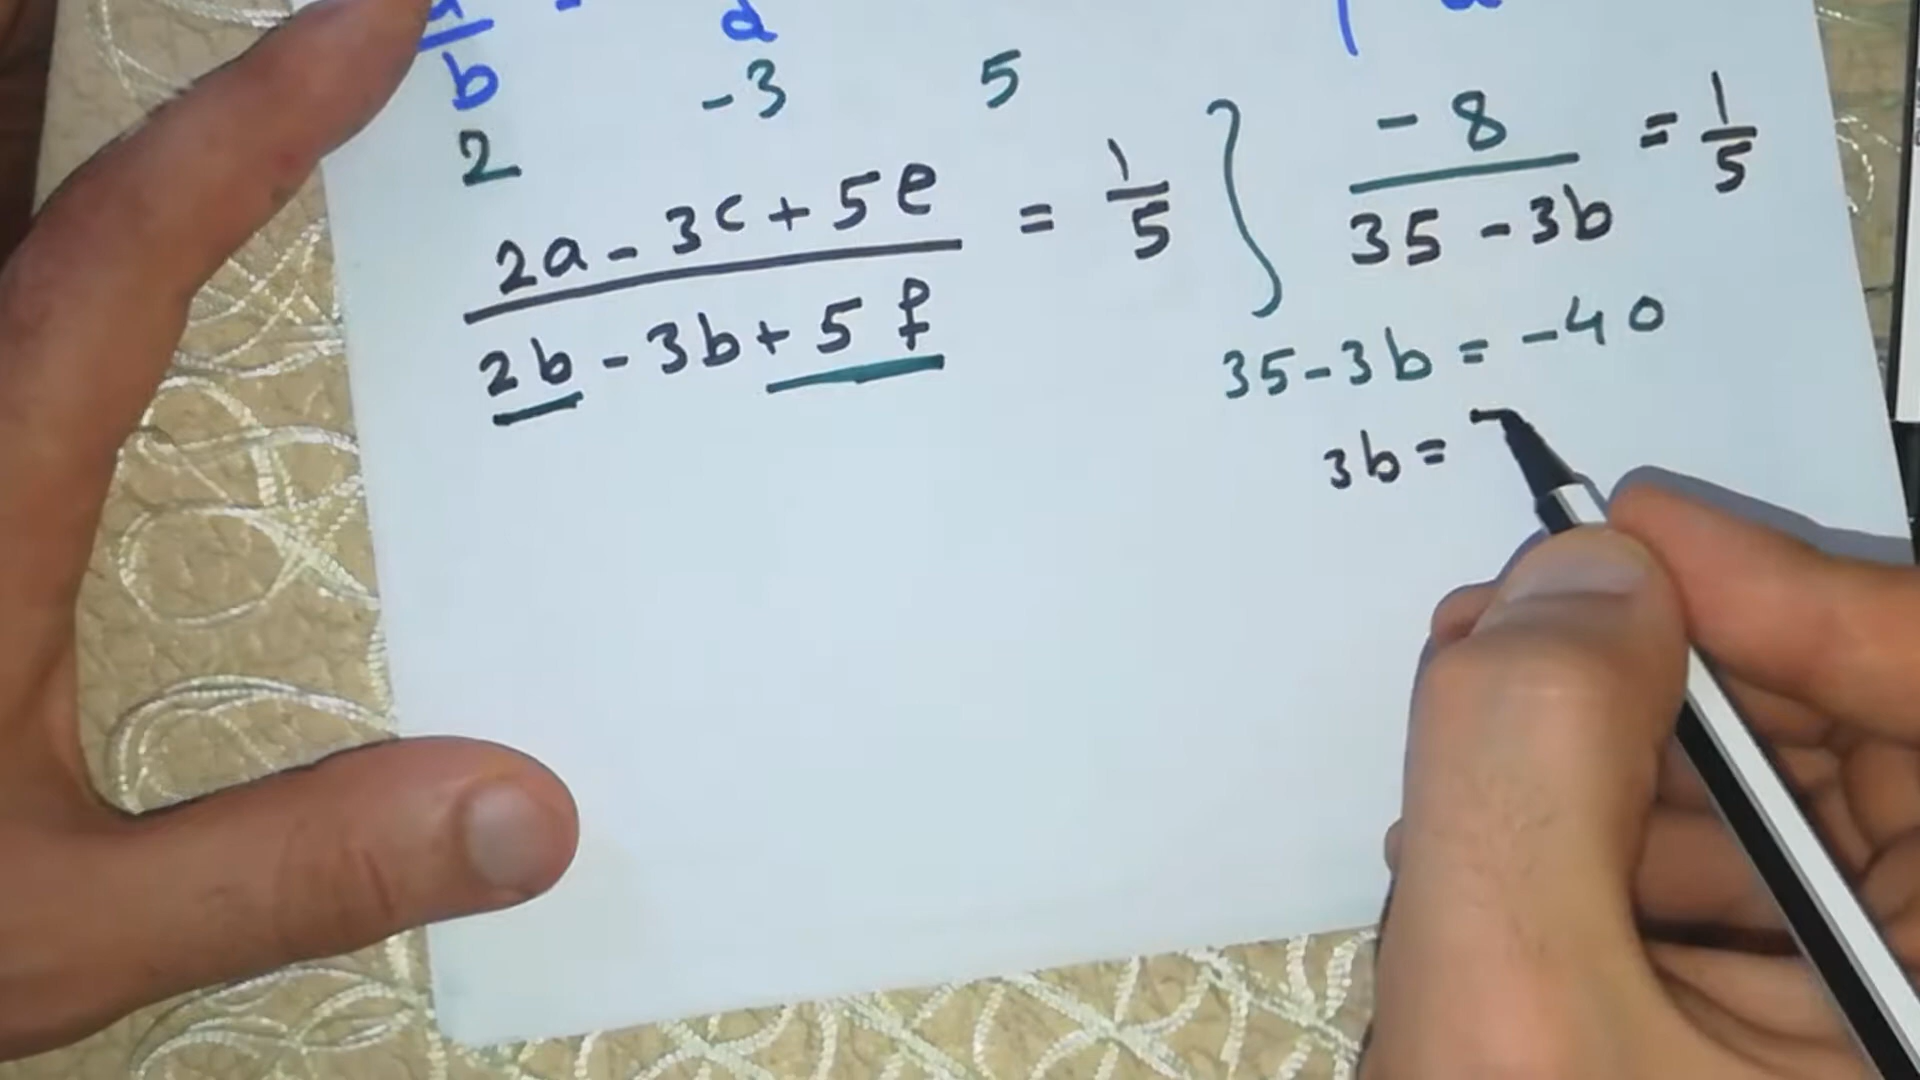 b d
2 -3 5
2a - 3c + 5e / 2b - 3b + 5f = 1/5
-8 / 35 - 3b = 1/5
35 - 3b = -40
3b =